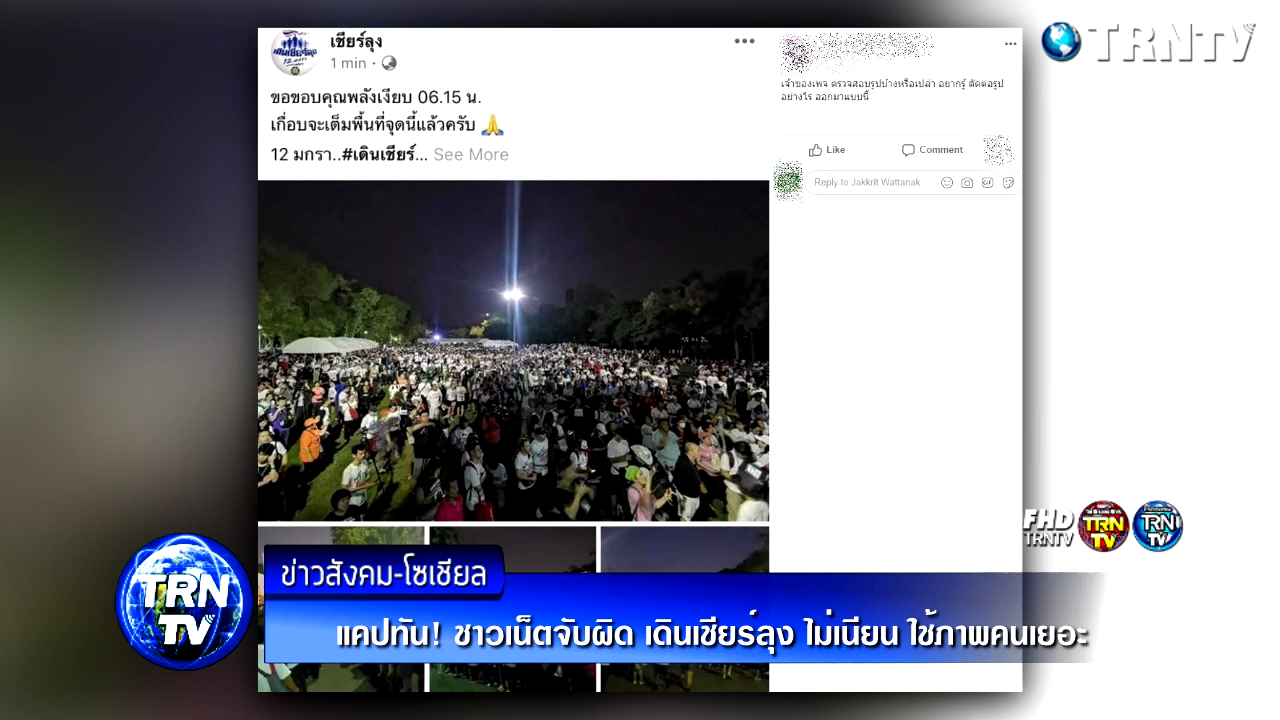 เชียร์ลุง
1 min ·
ขอขอบคุณพลังเงียบ 06.15 น.
เกือบจะเต็มพื้นที่จุดนี้แล้วครับ 🙏
12 มกรา..#เดินเชียร์... See More
เจ้าของเพจ ตรวจสอบรูปบ้างหรือเปล่า อยากรู้ ตัดต่อรูป
อย่างไร ออกมาแบบนี้
Like
Comment
Reply to Jakkrit Wattanak
TRNTV
FHD
TRNTV
TRN
TV
TRN
TV
TRN
TV
ข่าวสังคม-โซเชียล
แคปทัน! ชาวเน็ตจับผิด เดินเชียร์ลุง ไม่เนียน ใช้ภาพคนเยอะ